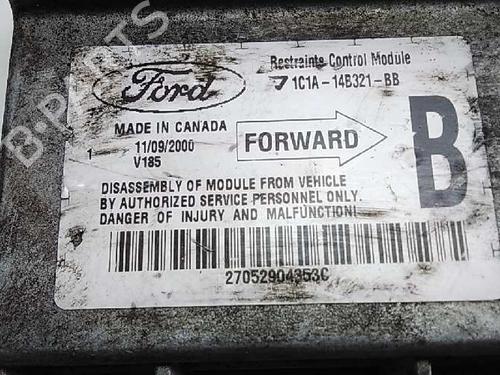 Ford
Restraints Control Module
1C1A-14B321-BB
MADE IN CANADA
1 11/09/2000
V185
FORWARD
B
DISASSEMBLY OF MODULE FROM VEHICLE
BY AUTHORIZED SERVICE PERSONNEL ONLY.
DANGER OF INJURY AND MALFUNCTION!
27052904353C
B-PARTS